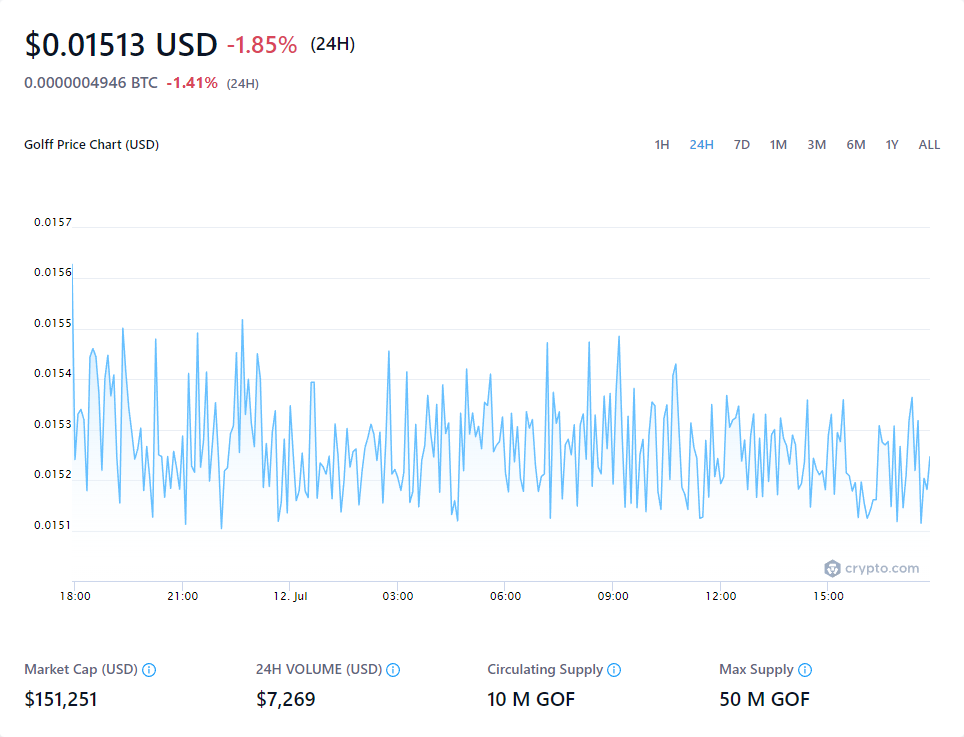 $0.01513 USD -1.85% (24H)
0.0000004946 BTC -1.41% (24H)
Golff Price Chart (USD) 1H 24H 7D 1M 3M 6M 1Y ALL
0.0157
0.0156
0.0155
0.0154
0.0153
0.0152
0.0151
crypto.com
18:00 21:00 12. Jul 03:00 06:00 09:00 12:00 15:00
Market Cap (USD) 24H VOLUME (USD) Circulating Supply Max Supply
$151,251 $7,269 10 M GOF 50 M GOF